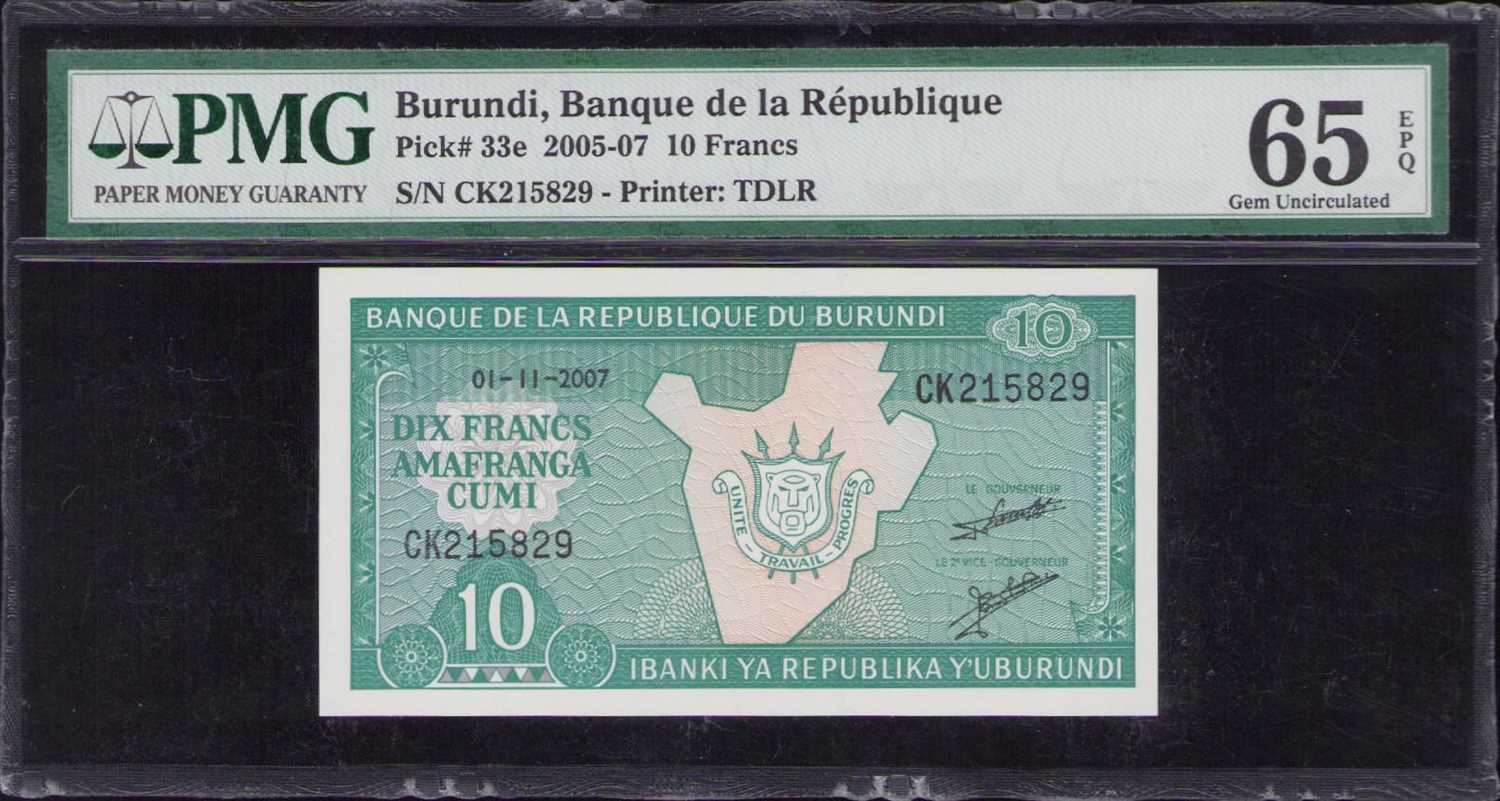 PMG
PAPER MONEY GUARANTY
Burundi, Banque de la République
Pick# 33e 2005-07 10 Francs
S/N CK215829 - Printer: TDLR
65
EPQ
Gem Uncirculated
BANQUE DE LA REPUBLIQUE DU BURUNDI
10
01-11-2007
CK215829
DIX FRANCS
AMAFRANGA
CUMI
CK215829
UNITE - TRAVAIL - PROGRES
LE GOUVERNEUR
LE 2e VICE-GOUVERNEUR
10
IBANKI YA REPUBLIKA Y'UBURUNDI